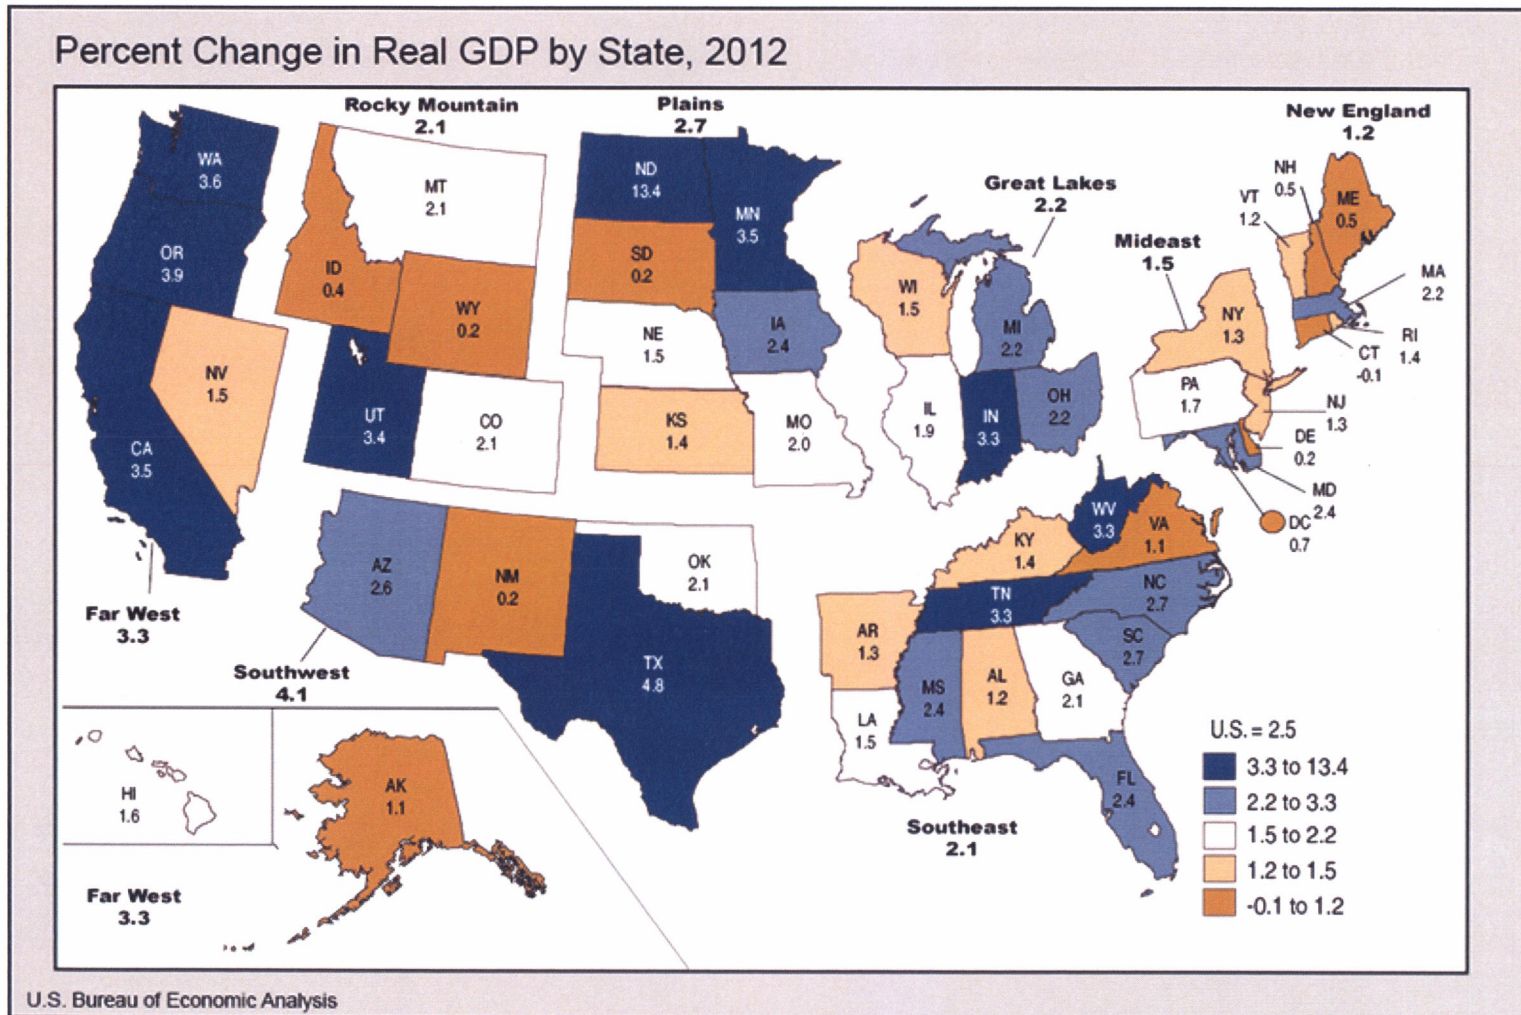 Percent Change in Real GDP by State, 2012
Rocky Mountain
2.1
Plains
2.7
New England
1.2
Great Lakes
2.2
Mideast
1.5
WA
3.6
OR
3.9
CA
3.5
NV
1.5
ID
0.4
MT
2.1
WY
0.2
UT
3.4
CO
2.1
ND
13.4
SD
0.2
NE
1.5
KS
1.4
MN
3.5
IA
2.4
MO
2.0
WI
1.5
MI
2.2
IL
1.9
IN
3.3
OH
2.2
NH
0.5
VT
1.2
ME
0.5
MA
2.2
RI
1.4
CT
-0.1
NY
1.3
PA
1.7
NJ
1.3
DE
0.2
MD
2.4
DC
0.7
AZ
2.6
NM
0.2
OK
2.1
TX
4.8
WV
3.3
VA
1.1
KY
1.4
TN
3.3
NC
2.7
SC
2.7
AR
1.3
LA
1.5
MS
2.4
AL
1.2
GA
2.1
FL
2.4
Far West
3.3
Southwest
4.1
Southeast
2.1
HI
1.6
AK
1.1
Far West
3.3
U.S. = 2.5
3.3 to 13.4
2.2 to 3.3
1.5 to 2.2
1.2 to 1.5
-0.1 to 1.2
U.S. Bureau of Economic Analysis